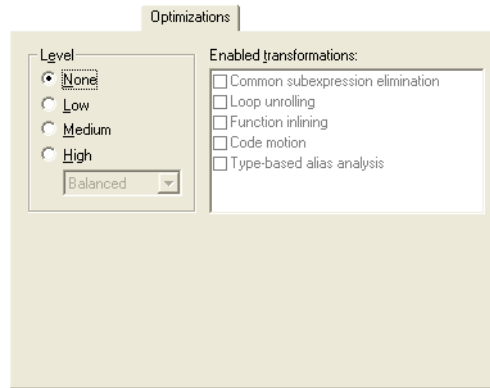 Optimizations
Level
None
Low
Medium
High
Balanced
Enabled transformations:
Common subexpression elimination
Loop unrolling
Function inlining
Code motion
Type-based alias analysis